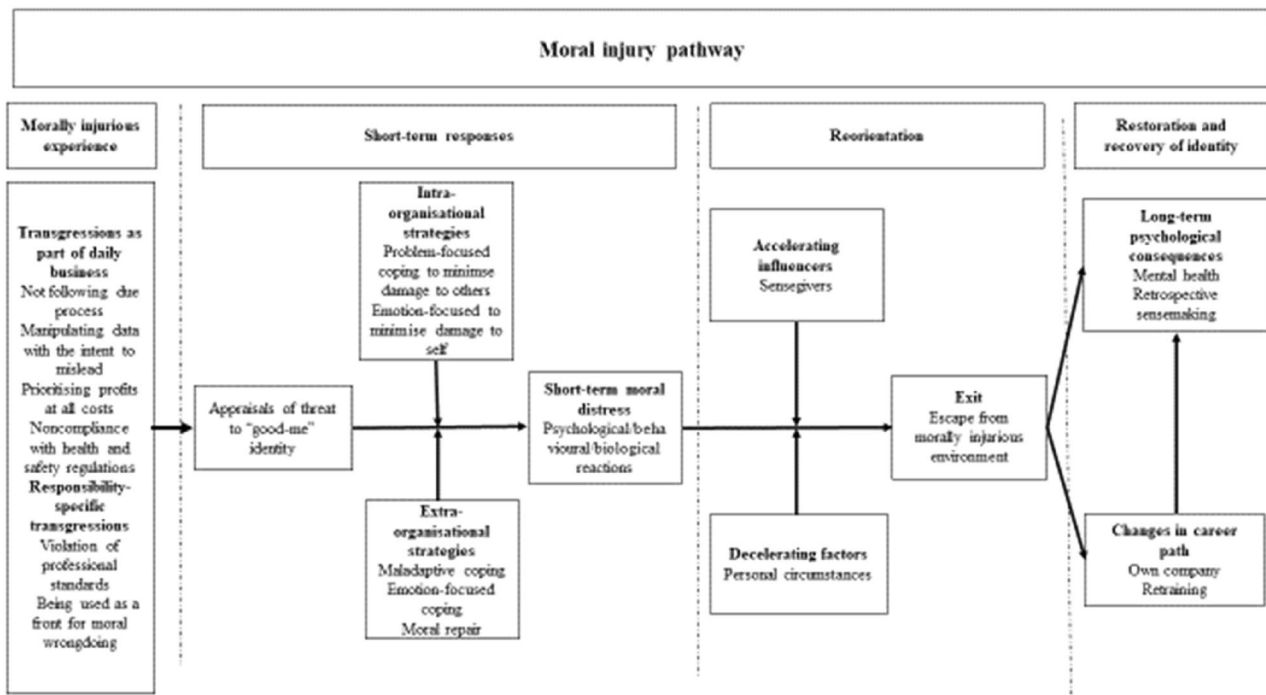 Moral injury pathway
Morally injurious
experience
Short-term responses
Reorientation
Restoration and
recovery of identity
Transgressions as
part of daily
business
Not following due
process
Manipulating data
with the intent to
mislead
Prioritising profits
at all costs
Noncompliance
with health and
safety regulations
Responsibility-
specific
transgressions
Violation of
professional
standards
Being used as a
front for moral
wrongdoing
Appraisals of threat
to “good-me”
identity
Intra-
organisational
strategies
Problem-focused
coping to minimse
damage to others
Emotion-focused to
minimise damage to
self
Extra-
organisational
strategies
Maladaptive coping
Emotion-focused
coping
Moral repair
Short-term moral
distress
Psychological/beha
vioural/biological
reactions
Accelerating
influencers
Sensegivers
Decelerating factors
Personal circumstances
Exit
Escape from
morally injurious
environment
Long-term
psychological
consequences
Mental health
Retrospective
sensemaking
Changes in career
path
Own company
Retraining